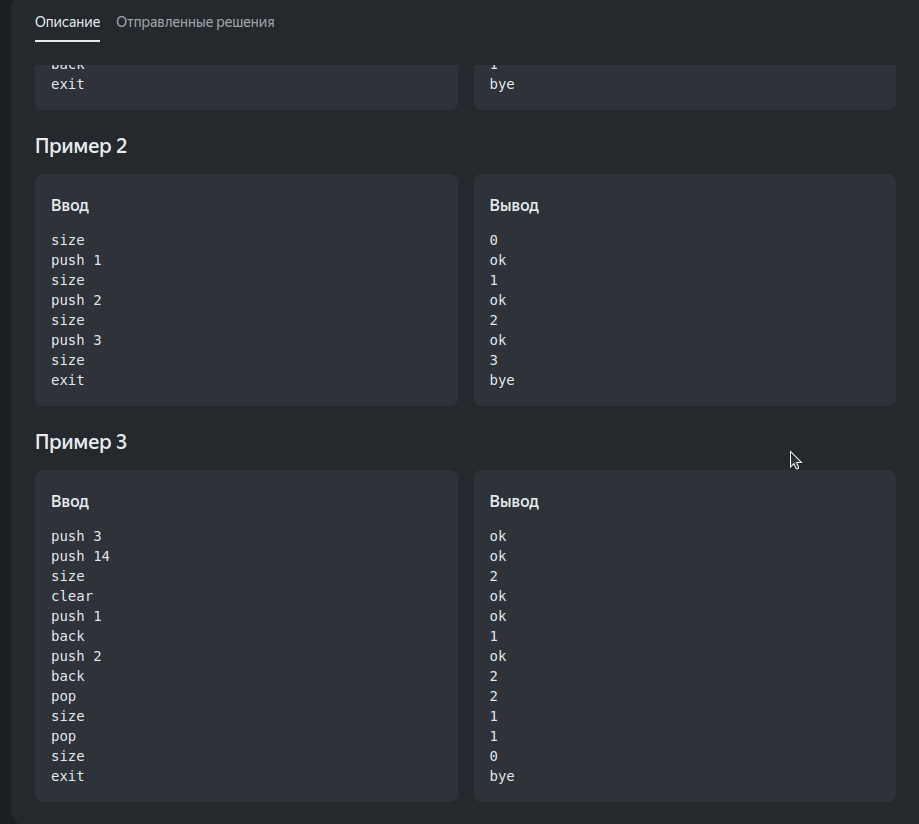 Описание Отправленные решения
back 1
exit bye
Пример 2
Ввод
size
push 1
size
push 2
size
push 3
size
exit
Вывод
0
ok
1
ok
2
ok
3
bye
Пример 3
Ввод
push 3
push 14
size
clear
push 1
back
push 2
back
pop
size
pop
size
exit
Вывод
ok
ok
2
ok
ok
1
ok
2
2
1
1
0
bye